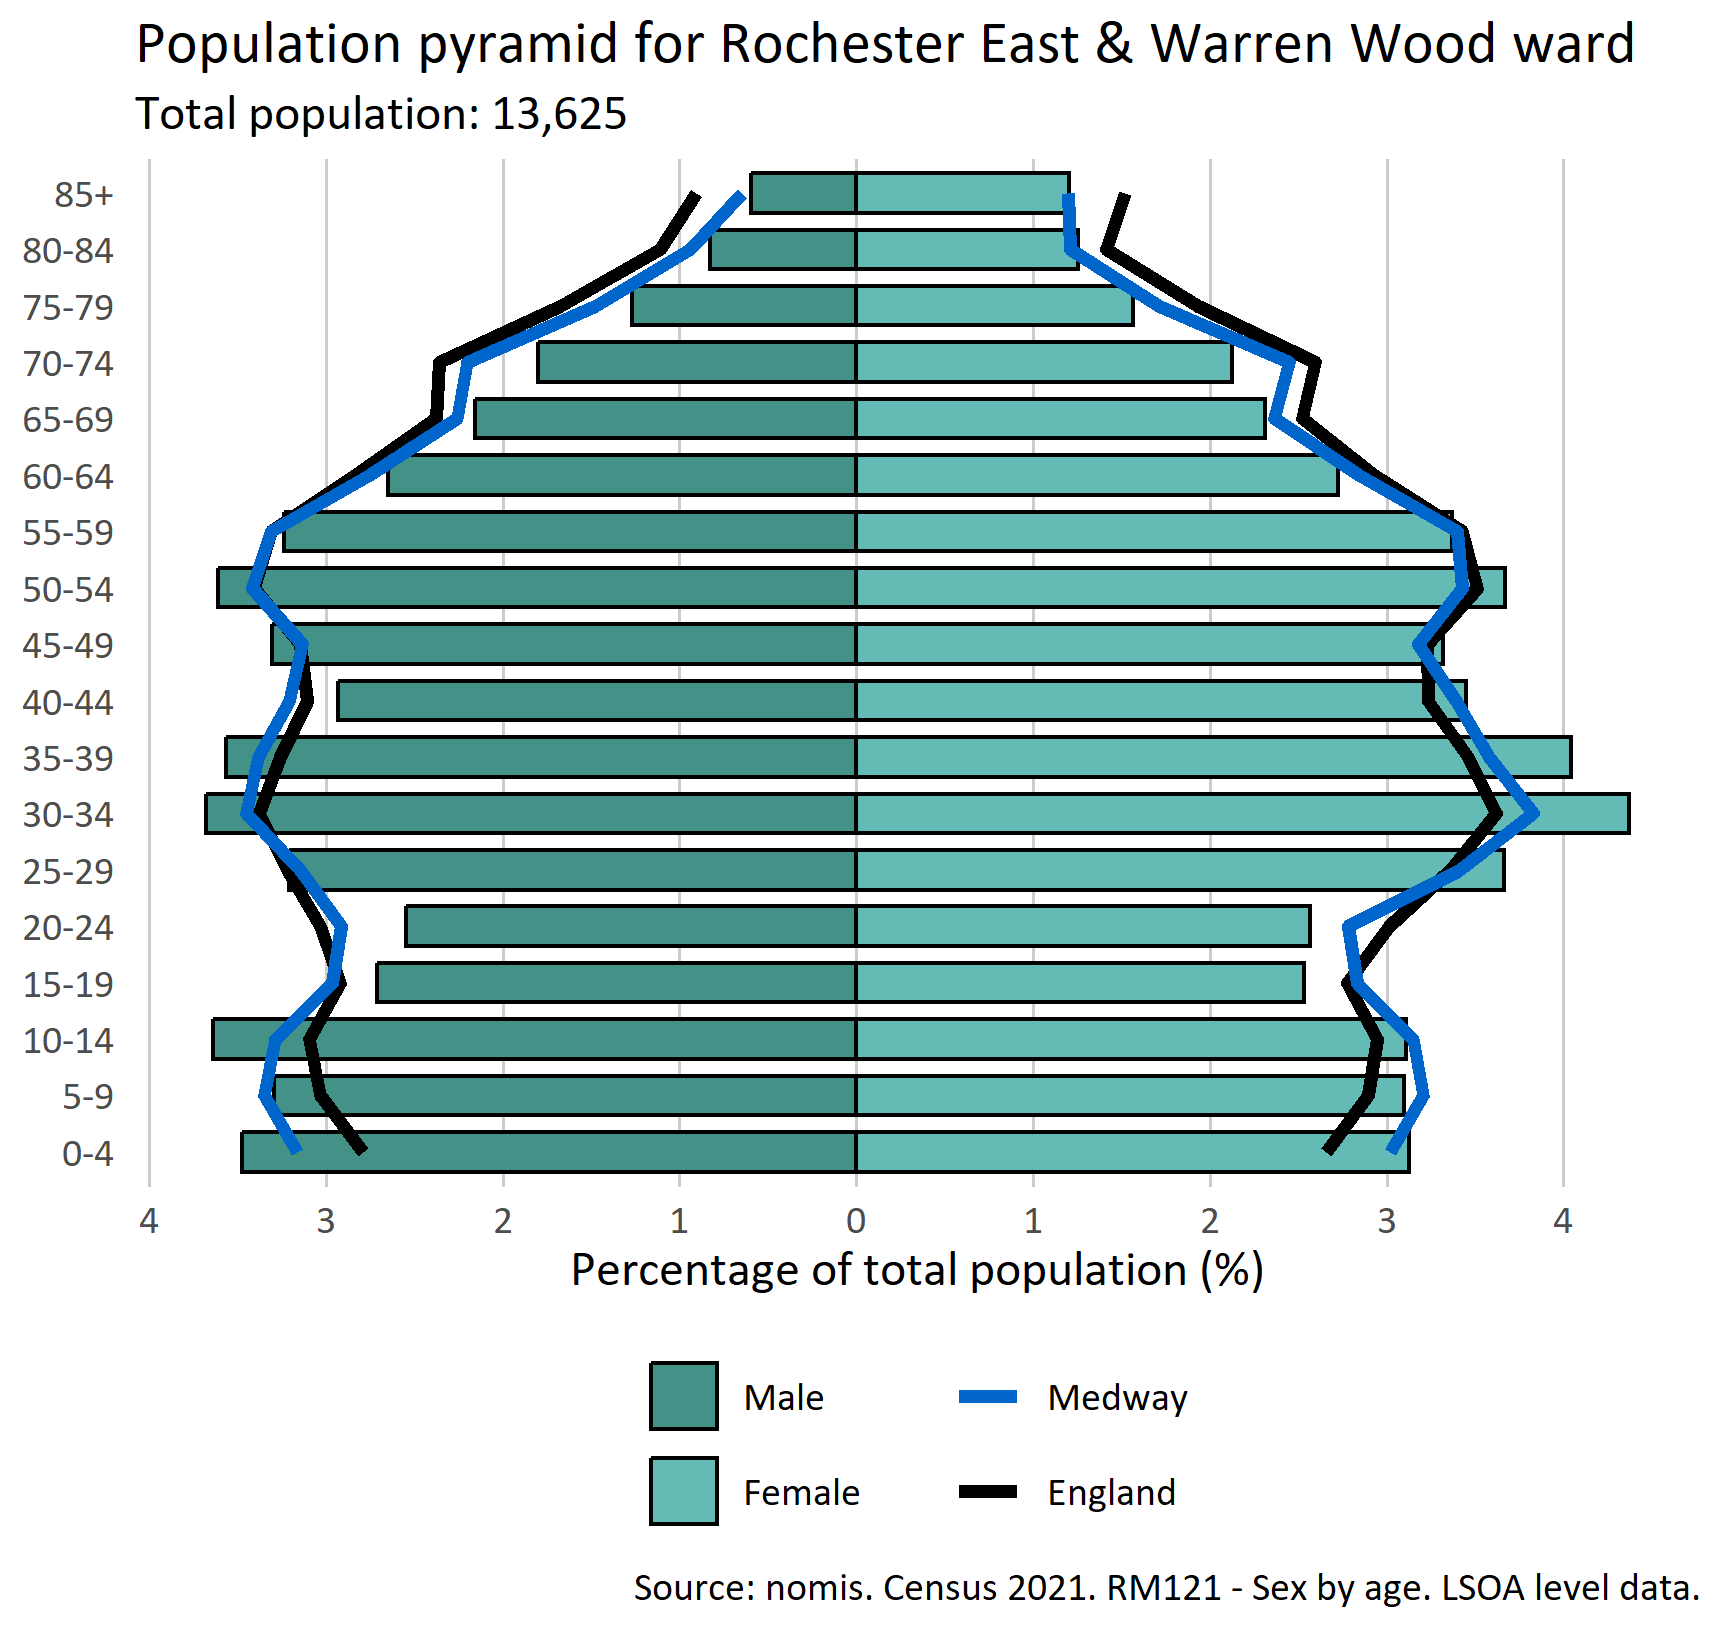 Population pyramid for Rochester East & Warren Wood ward
Total population: 13,625
85+
80-84
75-79
70-74
65-69
60-64
55-59
50-54
45-49
40-44
35-39
30-34
25-29
20-24
15-19
10-14
5-9
0-4
4 3 2 1 0 1 2 3 4
Percentage of total population (%)
Male Medway
Female England
Source: nomis. Census 2021. RM121 - Sex by age. LSOA level data.